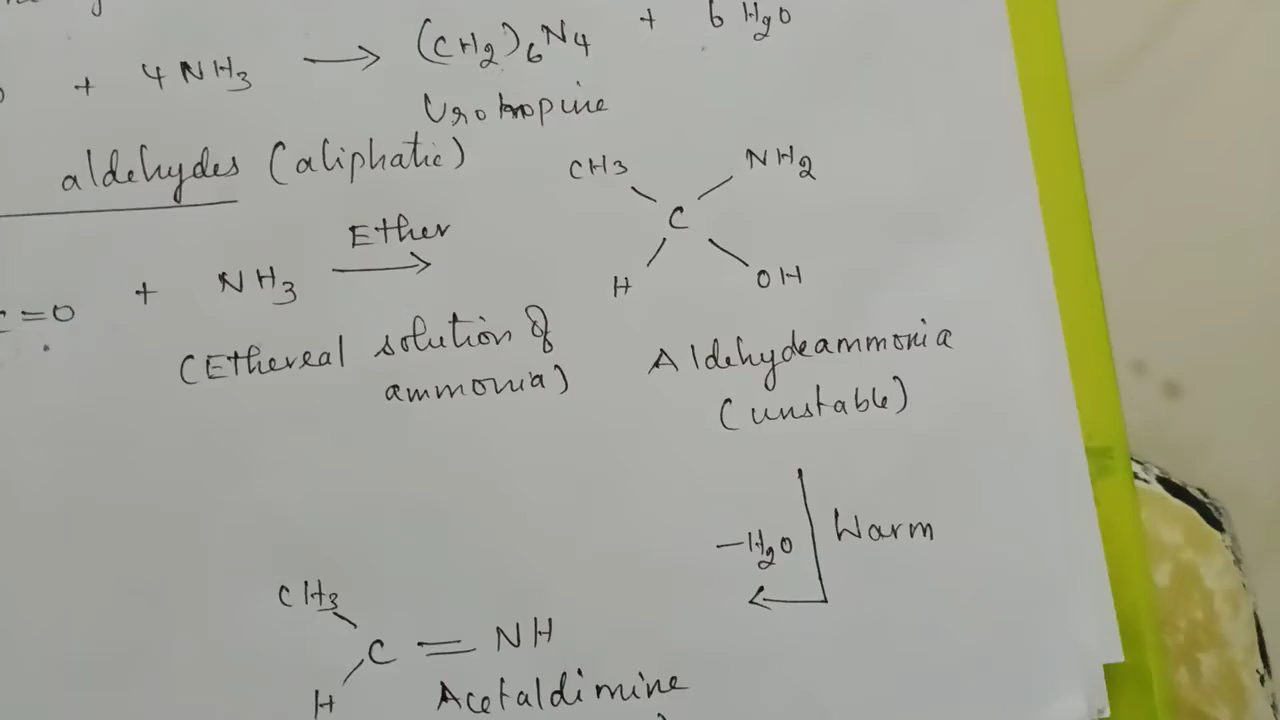 + 4 NH3 → (CH2)6N4 + 6 H2O
Urotropine
aldehydes (aliphatic)
CH3 NH2
C
H OH
C=O + NH3 Ether →
(Ethereal solution of
ammonia)
Aldehydeammonia
(unstable)
-H2O Warm
CH3
C = NH
H
Acetaldimine